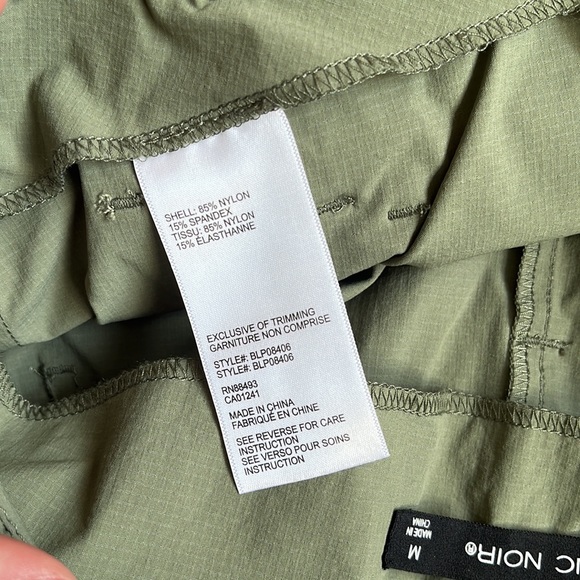 SHELL: 85% NYLON
15% SPANDEX
TISSU: 85% NYLON
15% ÉLASTHANNE
EXCLUSIVE OF TRIMMING
GARNITURE NON COMPRISE
STYLE#: BLP08406
STYLE#: BLP08406
RN88493
CA01241
MADE IN CHINA
FABRIQUÉ EN CHINE
SEE REVERSE FOR CARE
INSTRUCTION
SEE VERSO POUR SOINS
INSTRUCTION
IC NOIR®
M
MADE IN
CHINA